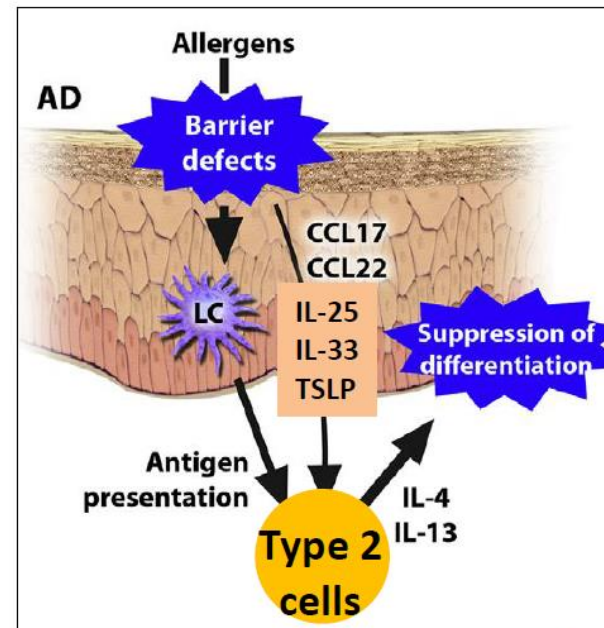 Allergens
AD
Barrier
defects
CCL17
CCL22
LC
IL-25
IL-33
TSLP
Suppression of
differentiation
Antigen
presentation
IL-4
IL-13
Type 2
cells